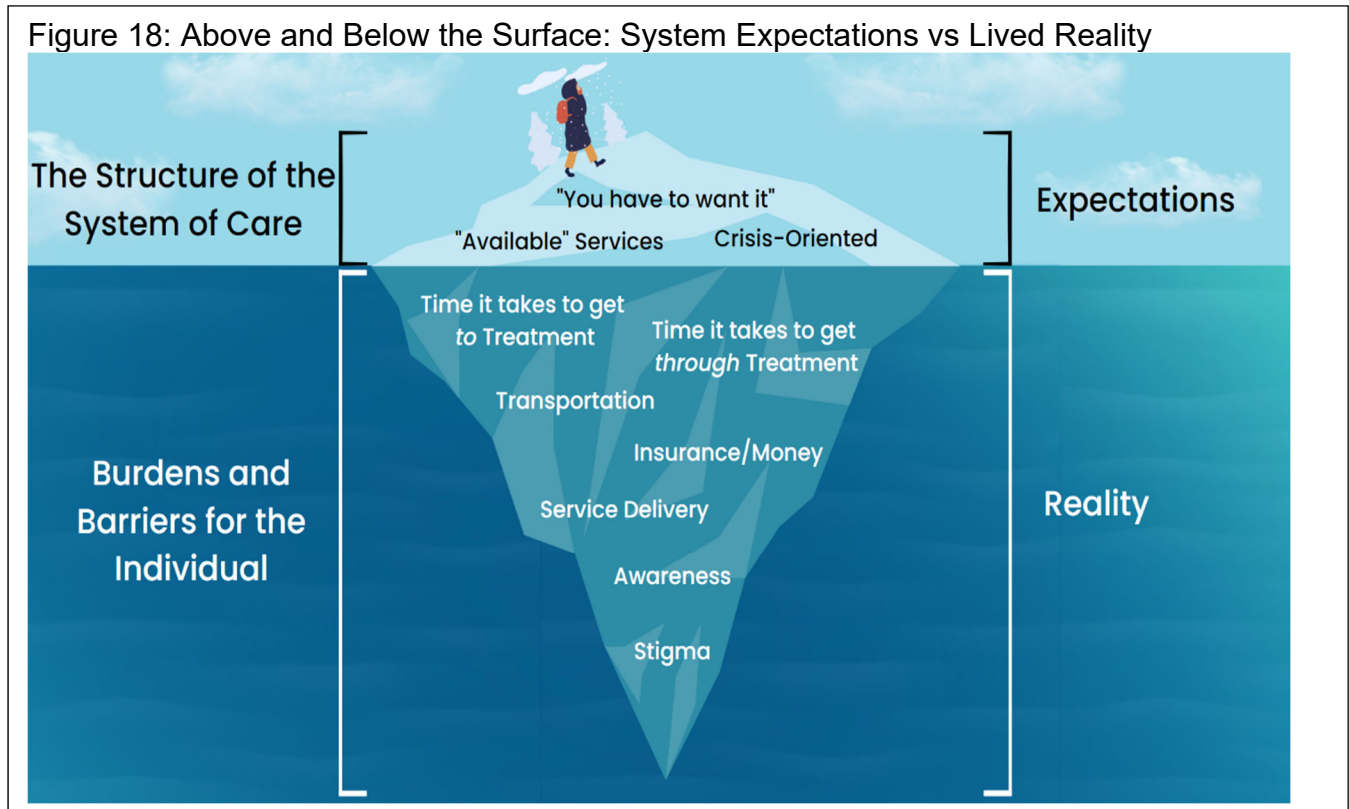 Figure 18: Above and Below the Surface: System Expectations vs Lived Reality
The Structure of the
System of Care
"You have to want it"
"Available" Services
Crisis-Oriented
Expectations
Time it takes to get
to Treatment
Time it takes to get
through Treatment
Transportation
Insurance/Money
Service Delivery
Awareness
Stigma
Burdens and
Barriers for the
Individual
Reality